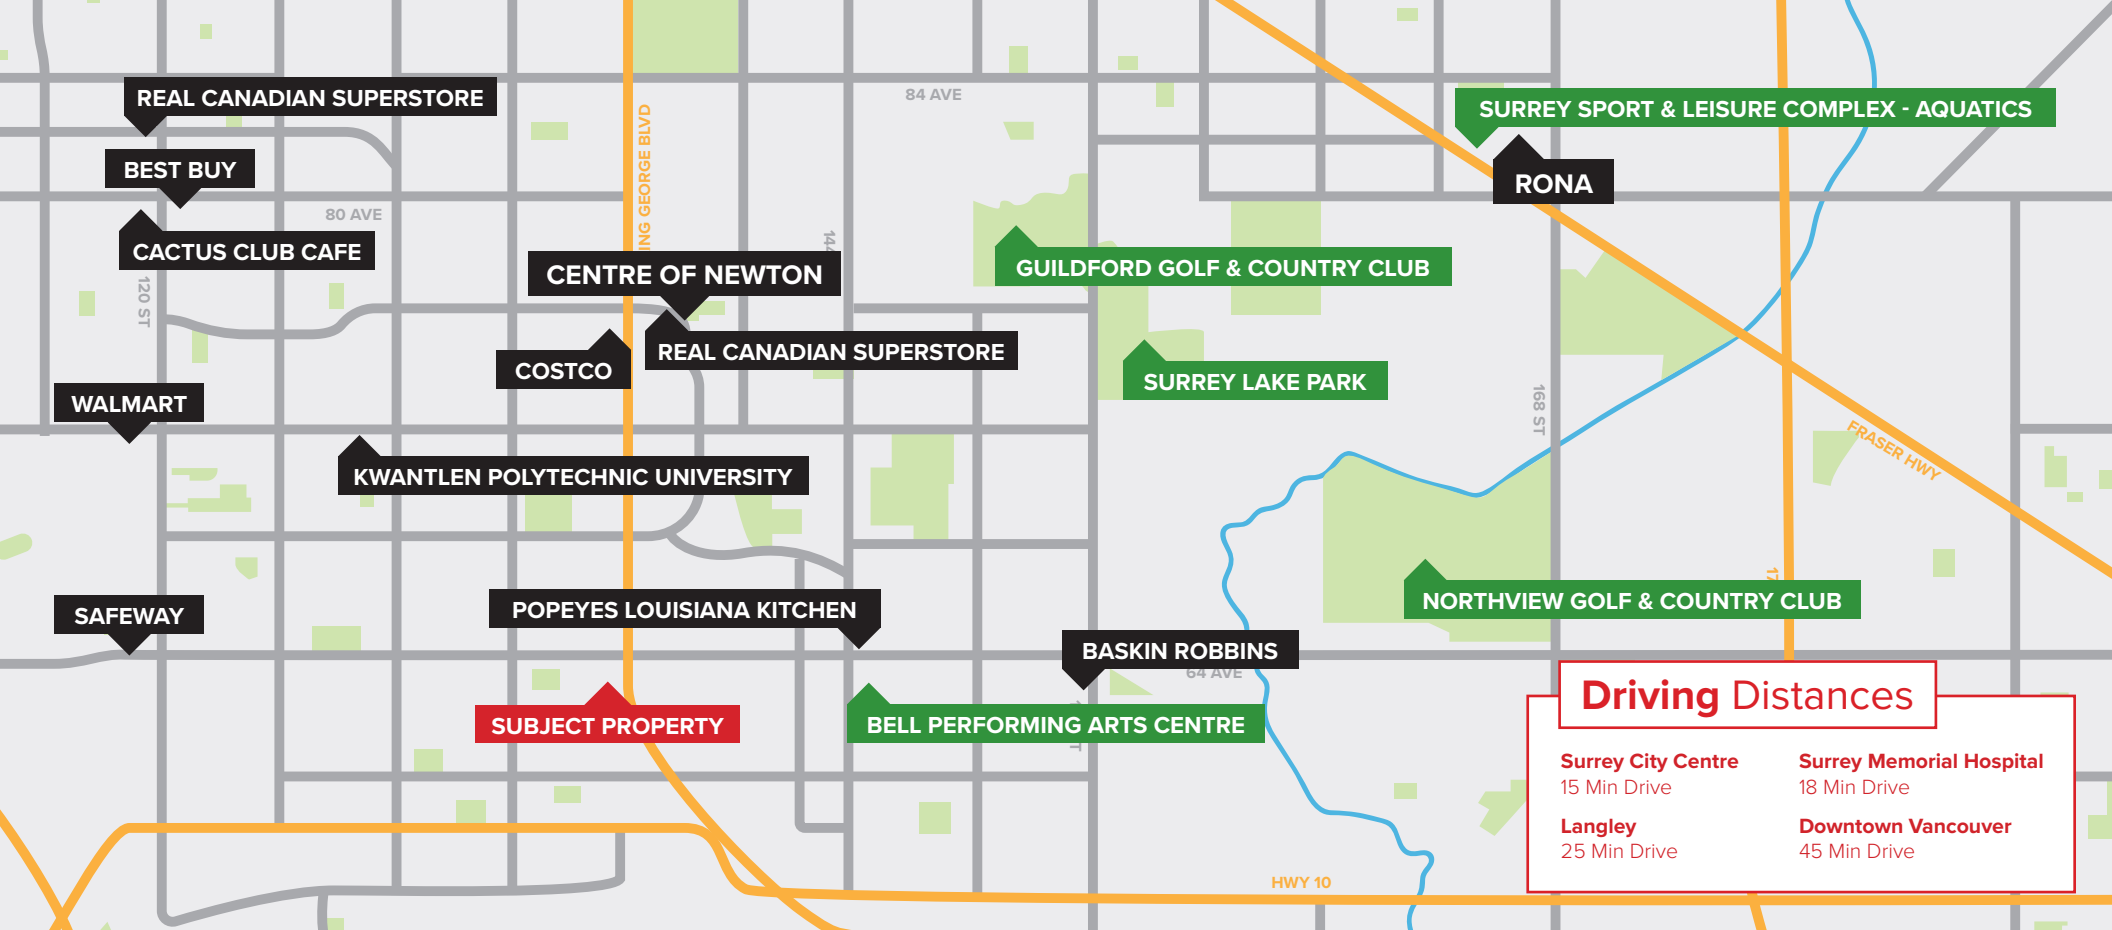 REAL CANADIAN SUPERSTORE
84 AVE
SURREY SPORT & LEISURE COMPLEX - AQUATICS
BEST BUY
RONA
80 AVE
CACTUS CLUB CAFE
CENTRE OF NEWTON
GUILDFORD GOLF & COUNTRY CLUB
120 ST
REAL CANADIAN SUPERSTORE
COSTCO
SURREY LAKE PARK
WALMART
168 ST
FRASER HWY
KWANTLEN POLYTECHNIC UNIVERSITY
NORTHVIEW GOLF & COUNTRY CLUB
SAFEWAY
POPEYES LOUISIANA KITCHEN
BASKIN ROBBINS
64 AVE
SUBJECT PROPERTY
BELL PERFORMING ARTS CENTRE
HWY 10
Driving Distances
Surrey City Centre
15 Min Drive
Surrey Memorial Hospital
18 Min Drive
Langley
25 Min Drive
Downtown Vancouver
45 Min Drive
GEORGE BLVD